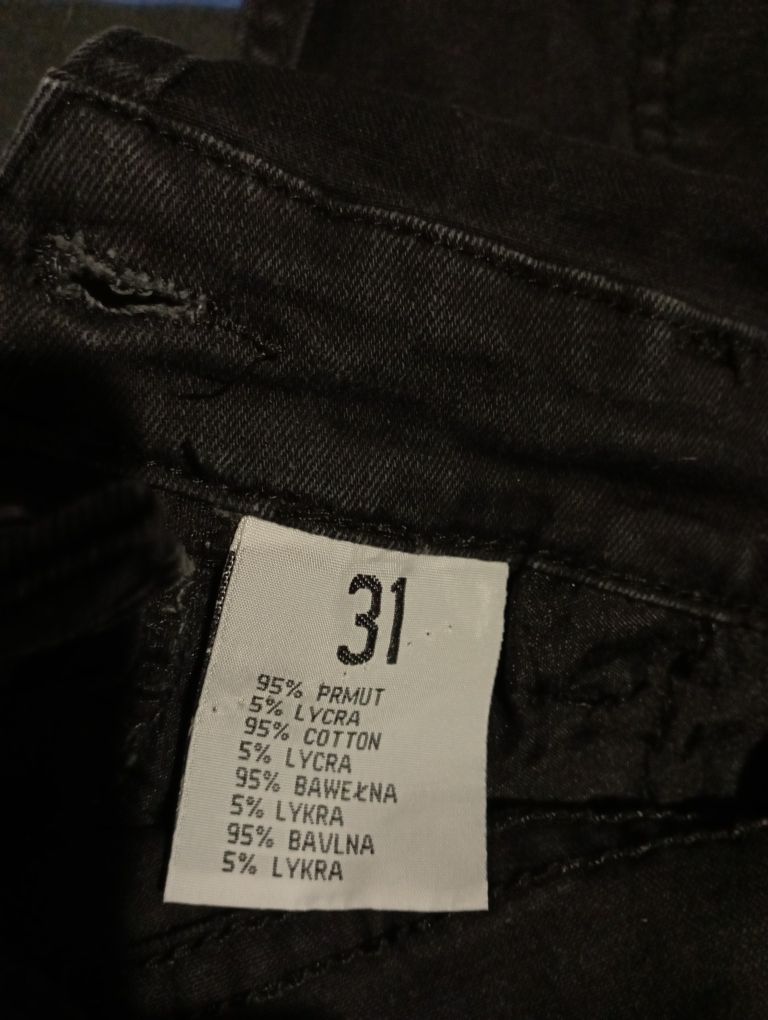 31
95% PRMUT
5% LYCRA
95% COTTON
5% LYCRA
95% BAWEŁNA
5% LYKRA
95% BAVLNA
5% LYKRA